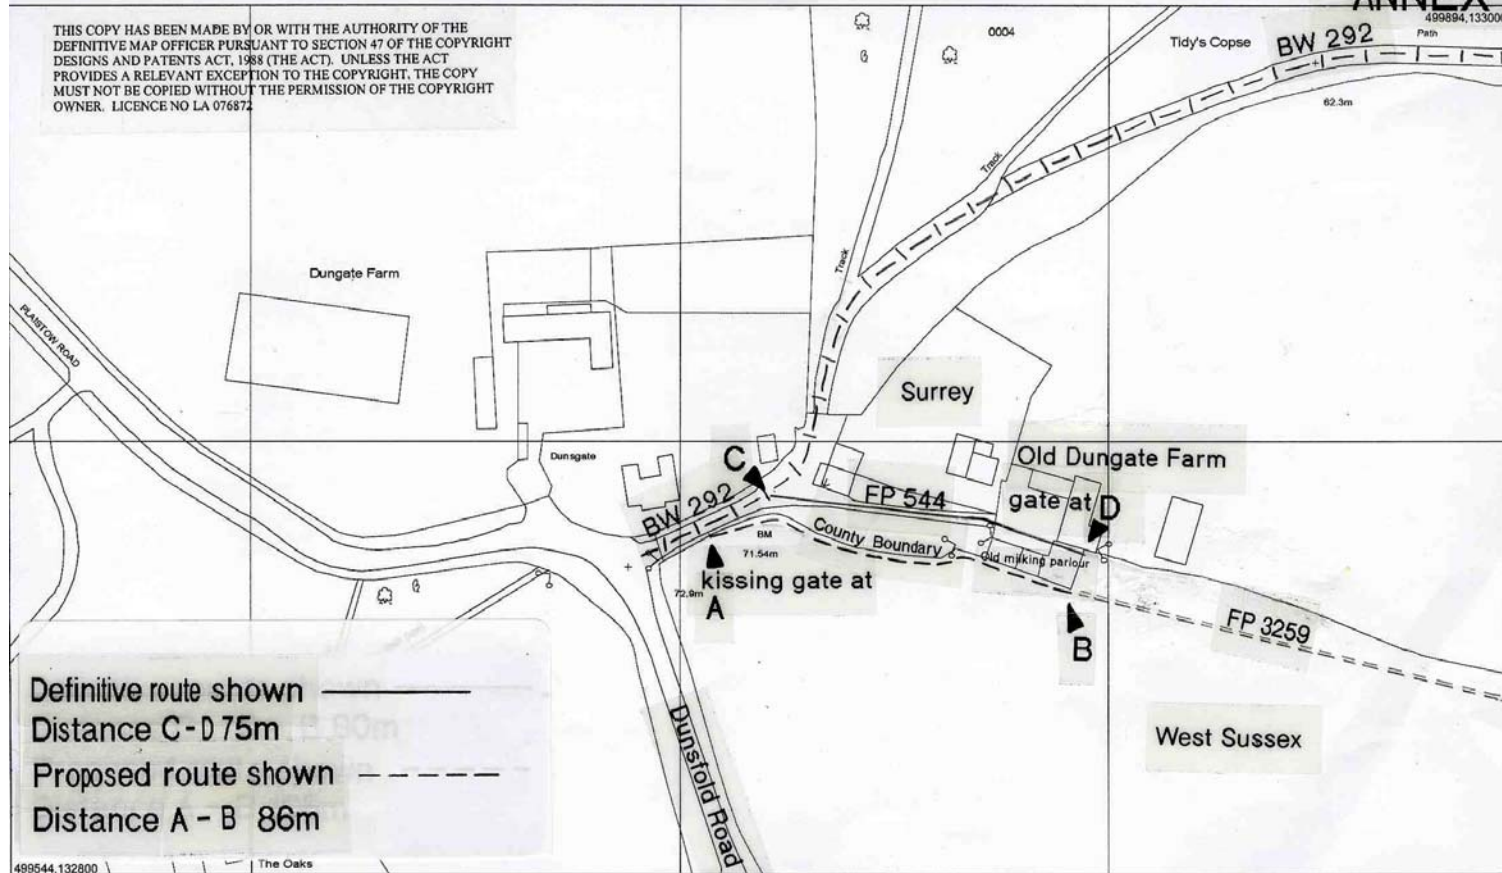 ANNEX
499894,133000
THIS COPY HAS BEEN MADE BY OR WITH THE AUTHORITY OF THE
DEFINITIVE MAP OFFICER PURSUANT TO SECTION 47 OF THE COPYRIGHT
DESIGNS AND PATENTS ACT, 1988 (THE ACT). UNLESS THE ACT
PROVIDES A RELEVANT EXCEPTION TO THE COPYRIGHT, THE COPY
MUST NOT BE COPIED WITHOUT THE PERMISSION OF THE COPYRIGHT
OWNER. LICENCE NO LA 076872
0004
Tidy's Copse
BW 292
Path
62.3m
Track
Track
Dungate Farm
PLAISTOW ROAD
Surrey
Dunsgate
C
Old Dungate Farm
BW 292
FP 544
gate at D
BM
71.54m
County Boundary
Old milking parlour
kissing gate at
A
72.9m
B
FP 3259
Dunsfold Road
West Sussex
Definitive route shown
Distance C-D 75m
Proposed route shown
Distance A - B 86m
The Oaks
499544,132800